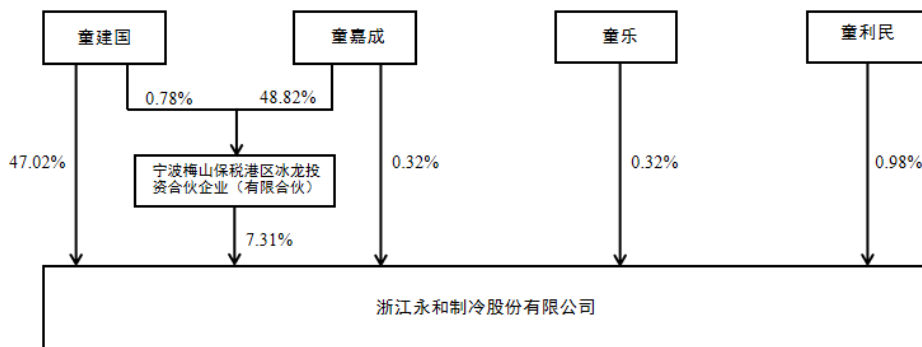 童建国
童嘉成
童乐
童利民
0.78%
48.82%
47.02%
宁波梅山保税港区冰龙投
资合伙企业（有限合伙）
0.32%
0.32%
0.98%
7.31%
浙江永和制冷股份有限公司